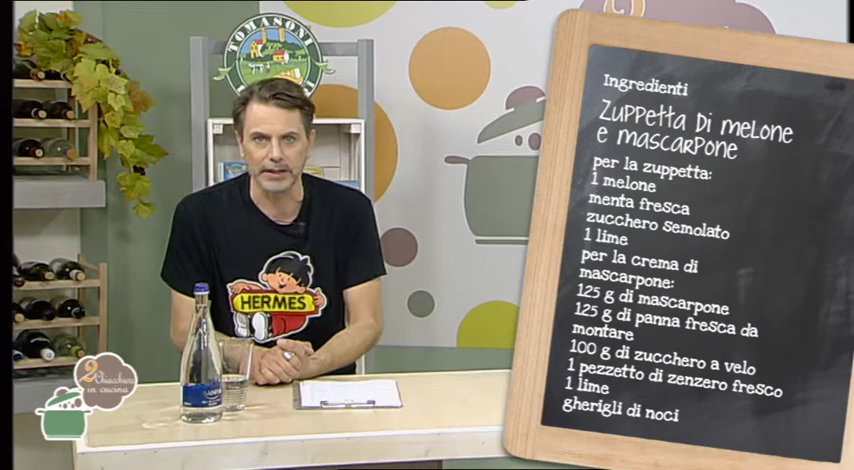 TOMASONI
HERMES
2 Chiacchiere
in cucina
Ingredienti
Zuppetta di melone
e mascarpone
per la zuppetta:
1 melone
menta fresca
zucchero semolato
1 lime
per la crema di
mascarpone:
125 g di mascarpone
125 g di panna fresca da
montare
100 g di zucchero a velo
1 pezzetto di zenzero fresco
1 lime
gherigli di noci